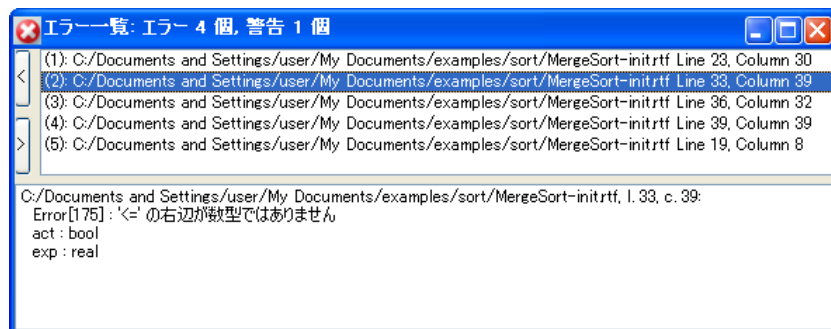 エラー一覧: エラー 4 個, 警告 1 個
<
>
(1): C:/Documents and Settings/user/My Documents/examples/sort/MergeSort-init.rtf Line 23, Column 30
(2): C:/Documents and Settings/user/My Documents/examples/sort/MergeSort-init.rtf Line 33, Column 39
(3): C:/Documents and Settings/user/My Documents/examples/sort/MergeSort-init.rtf Line 36, Column 32
(4): C:/Documents and Settings/user/My Documents/examples/sort/MergeSort-init.rtf Line 39, Column 39
(5): C:/Documents and Settings/user/My Documents/examples/sort/MergeSort-init.rtf Line 19, Column 8
C:/Documents and Settings/user/My Documents/examples/sort/MergeSort-init.rtf, l. 33, c. 39:
Error[175] : '<=' の右辺が数型ではありません
act : bool
exp : real